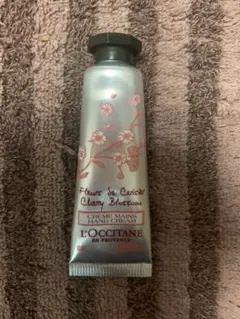 Fleurs de Cerisier
Cherry Blossom
CRÈME MAINS
HAND CREAM
L'OCCITANE
EN PROVENCE